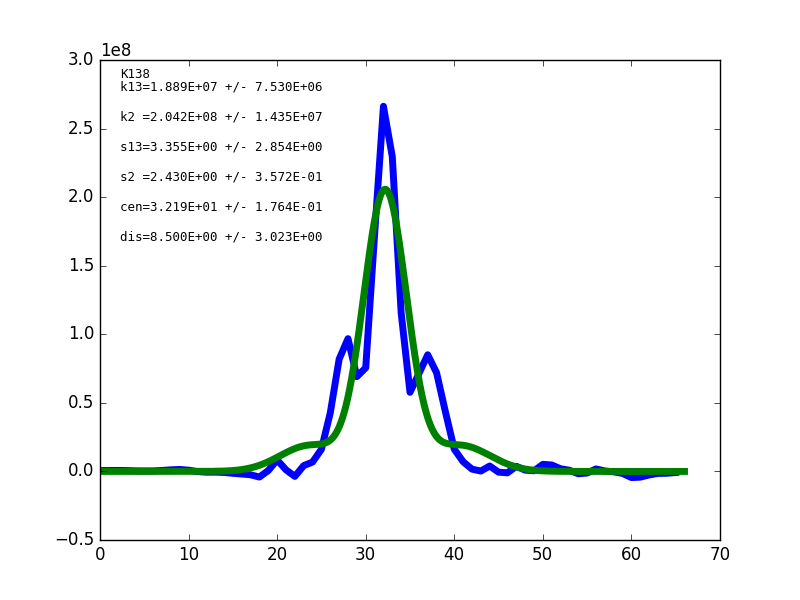 1e8
3.0
2.5
2.0
1.5
1.0
0.5
0.0
−0.5
K138
k13=1.889E+07 +/- 7.530E+06
k2 =2.042E+08 +/- 1.435E+07
s13=3.355E+00 +/- 2.854E+00
s2 =2.430E+00 +/- 3.572E-01
cen=3.219E+01 +/- 1.764E-01
dis=8.500E+00 +/- 3.023E+00
0 10 20 30 40 50 60 70